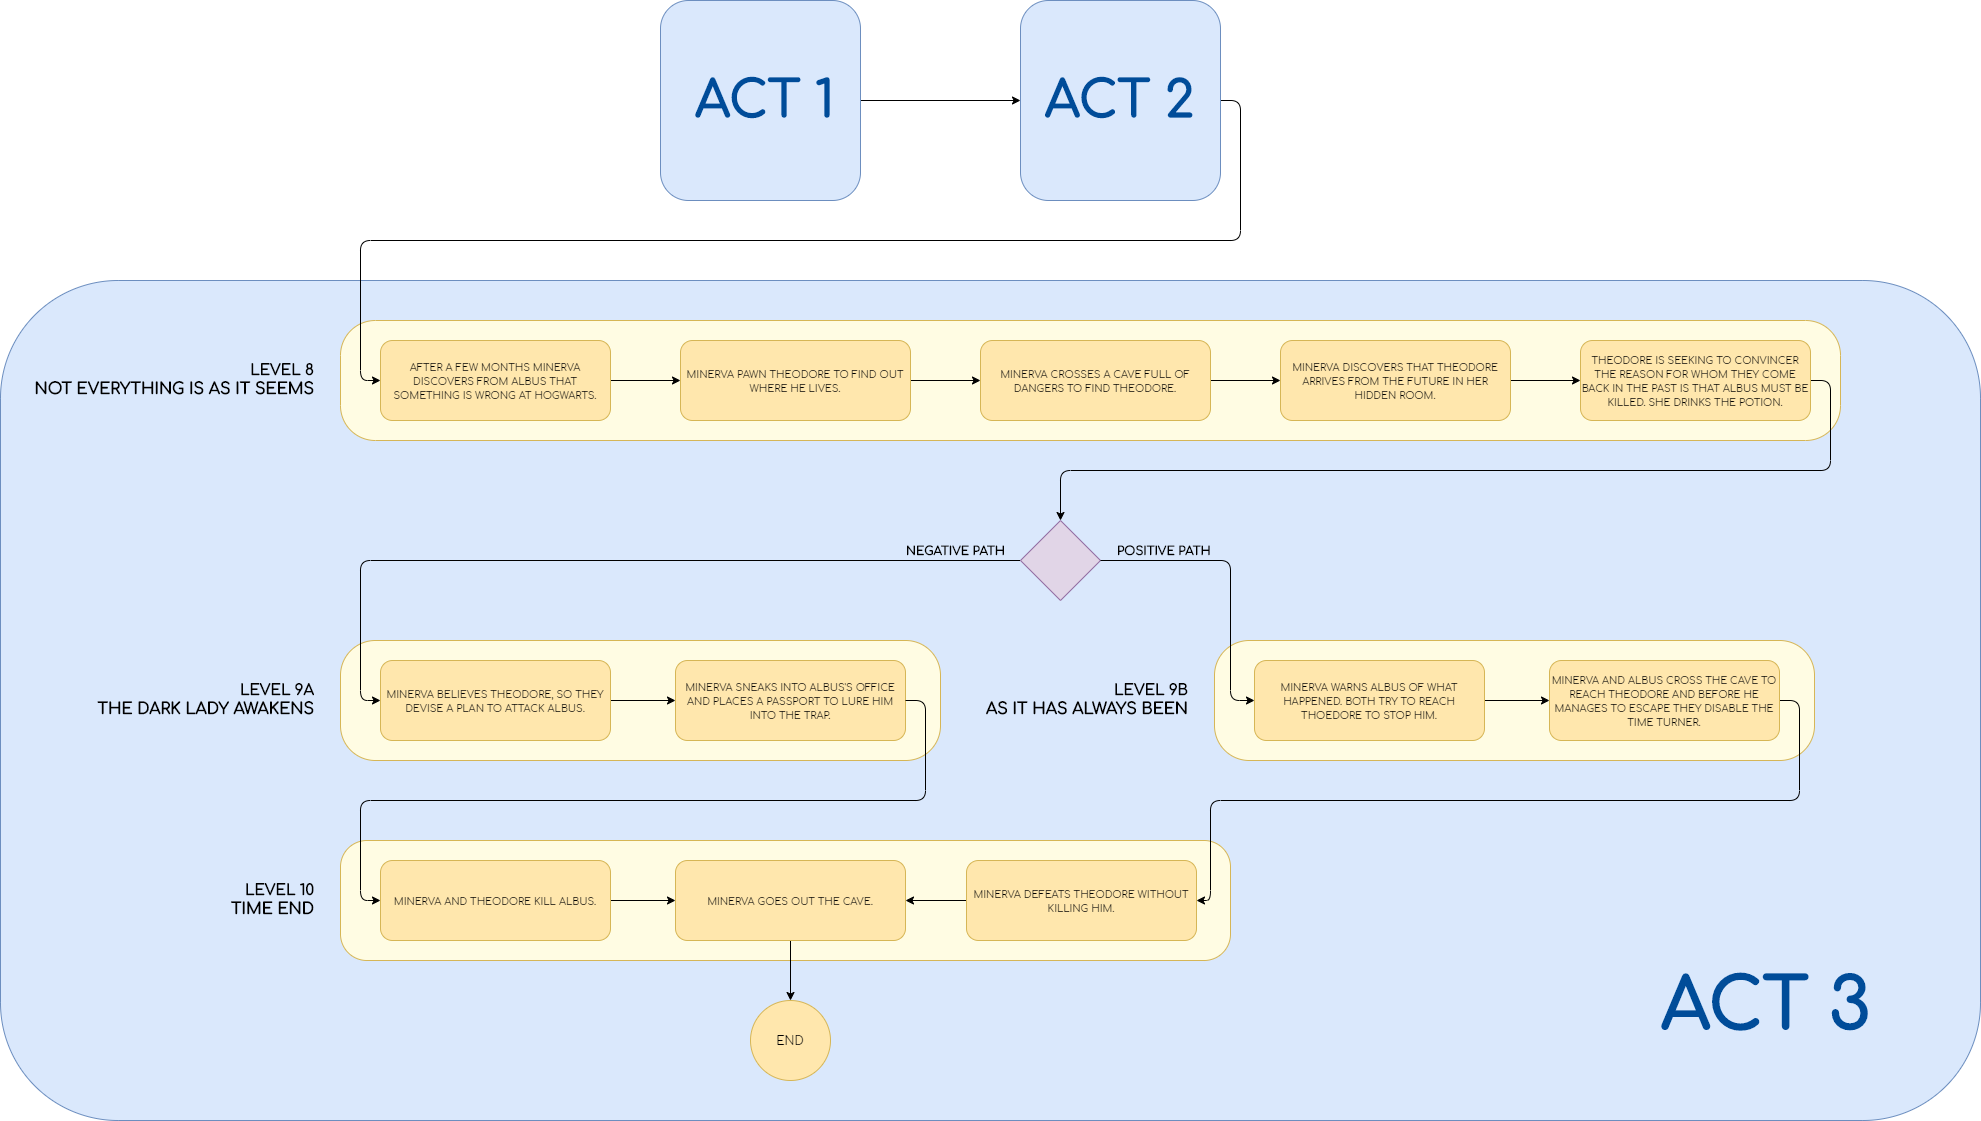 ACT 1
ACT 2
LEVEL 8
NOT EVERYTHING IS AS IT SEEMS
AFTER A FEW MONTHS MINERVA
DISCOVERS FROM ALBUS THAT
SOMETHING IS WRONG AT HOGWARTS.
MINERVA PAWN THEODORE TO FIND OUT
WHERE HE LIVES.
MINERVA CROSSES A CAVE FULL OF
DANGERS TO FIND THEODORE.
MINERVA DISCOVERS THAT THEODORE
ARRIVES FROM THE FUTURE IN HER
HIDDEN ROOM.
THEODORE IS SEEKING TO CONVINCER
THE REASON FOR WHOM THEY COME
BACK IN THE PAST IS THAT ALBUS MUST BE
KILLED. SHE DRINKS THE POTION.
NEGATIVE PATH
POSITIVE PATH
LEVEL 9A
THE DARK LADY AWAKENS
MINERVA BELIEVES THEODORE, SO THEY
DEVISE A PLAN TO ATTACK ALBUS.
MINERVA SNEAKS INTO ALBUS'S OFFICE
AND PLACES A PASSPORT TO LURE HIM
INTO THE TRAP.
LEVEL 9B
AS IT HAS ALWAYS BEEN
MINERVA WARNS ALBUS OF WHAT
HAPPENED. BOTH TRY TO REACH
THOEDORE TO STOP HIM.
MINERVA AND ALBUS CROSS THE CAVE TO
REACH THEODORE AND BEFORE HE
MANAGES TO ESCAPE THEY DISABLE THE
TIME TURNER.
LEVEL 10
TIME END
MINERVA AND THEODORE KILL ALBUS.
MINERVA GOES OUT THE CAVE.
MINERVA DEFEATS THEODORE WITHOUT
KILLING HIM.
END
ACT 3